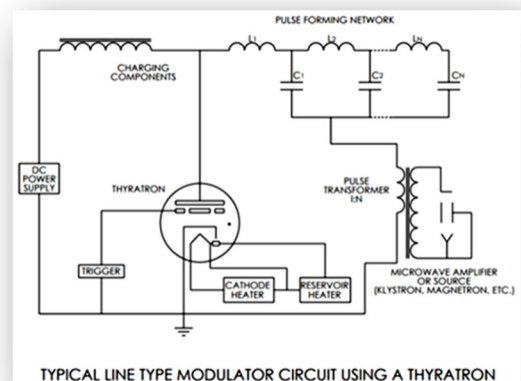 PULSE FORMING NETWORK
L1
L2
LN
CHARGING
COMPONENTS
C1
C2
CN
DC
POWER
SUPPLY
THYRATRON
PULSE
TRANSFORMER
I:N
TRIGGER
CATHODE
HEATER
RESERVOIR
HEATER
MICROWAVE AMPLIFIER
OR SOURCE
(KLYSTRON, MAGNETRON, ETC.)
TYPICAL LINE TYPE MODULATOR CIRCUIT USING A THYRATRON